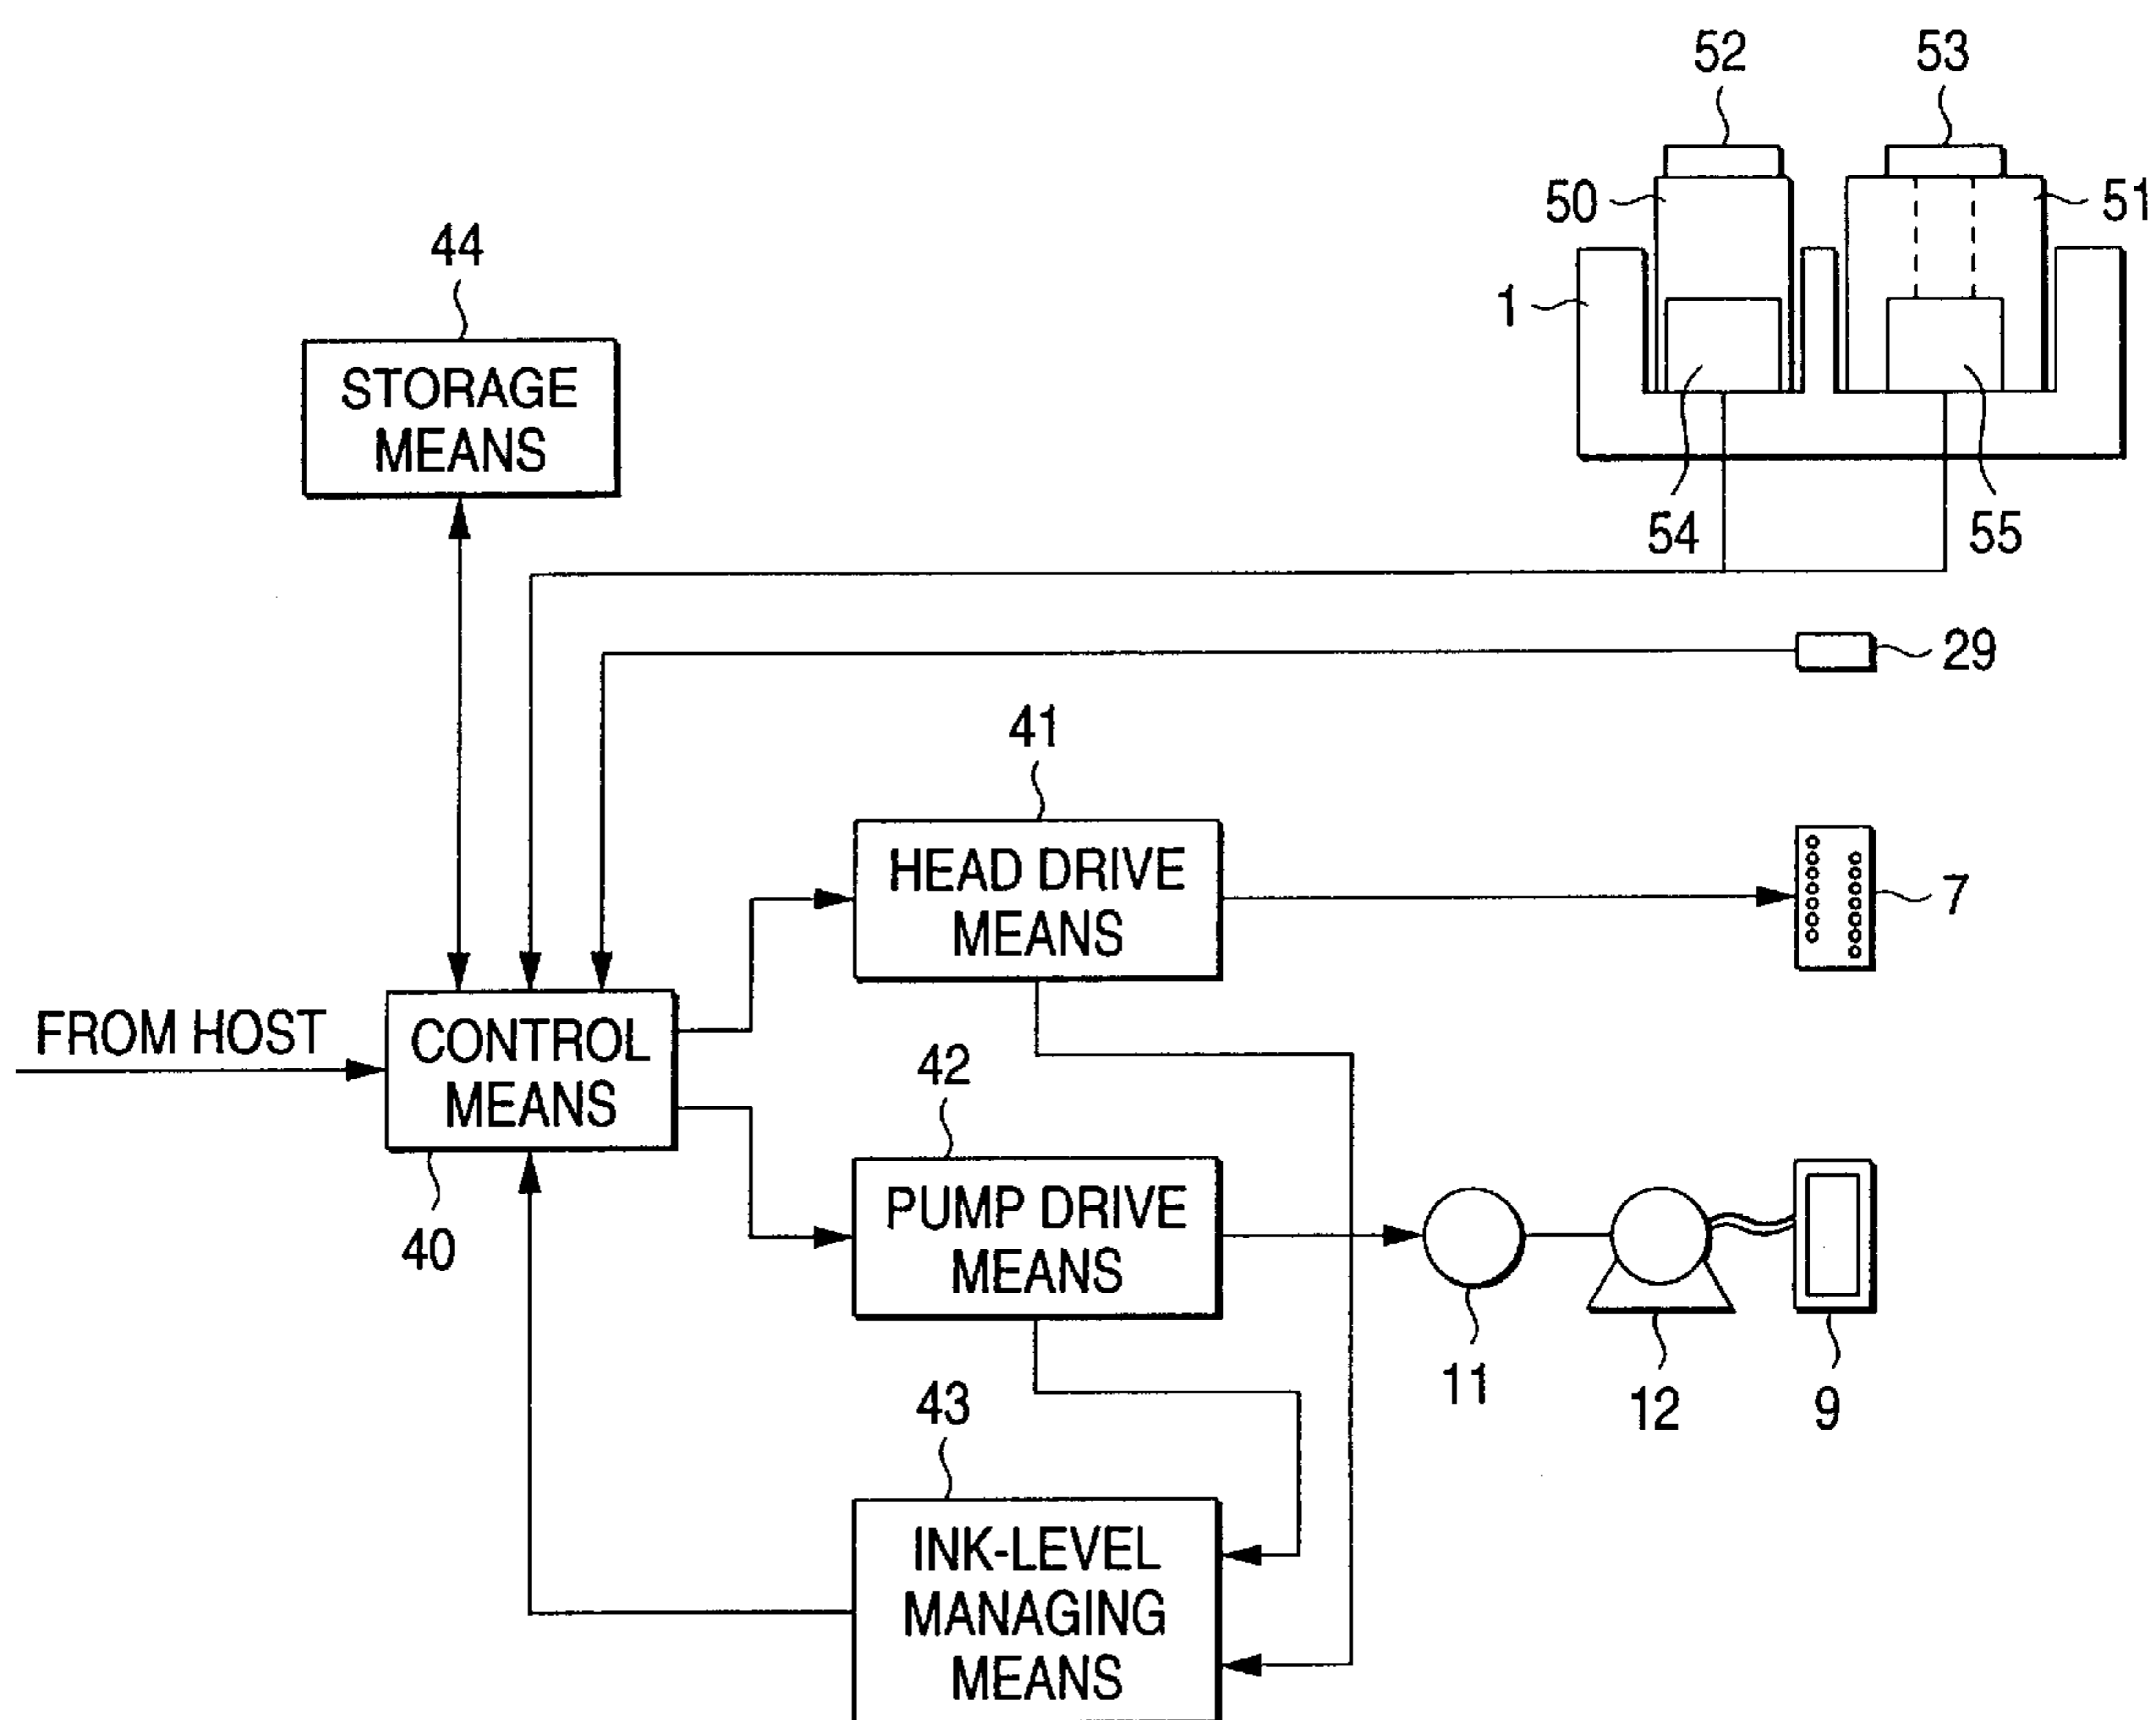 52
53
50
51
44
1
STORAGE
MEANS
54
55
29
41
HEAD DRIVE
MEANS
7
FROM HOST
CONTROL
MEANS
42
40
PUMP DRIVE
MEANS
11
12
9
43
INK-LEVEL
MANAGING
MEANS